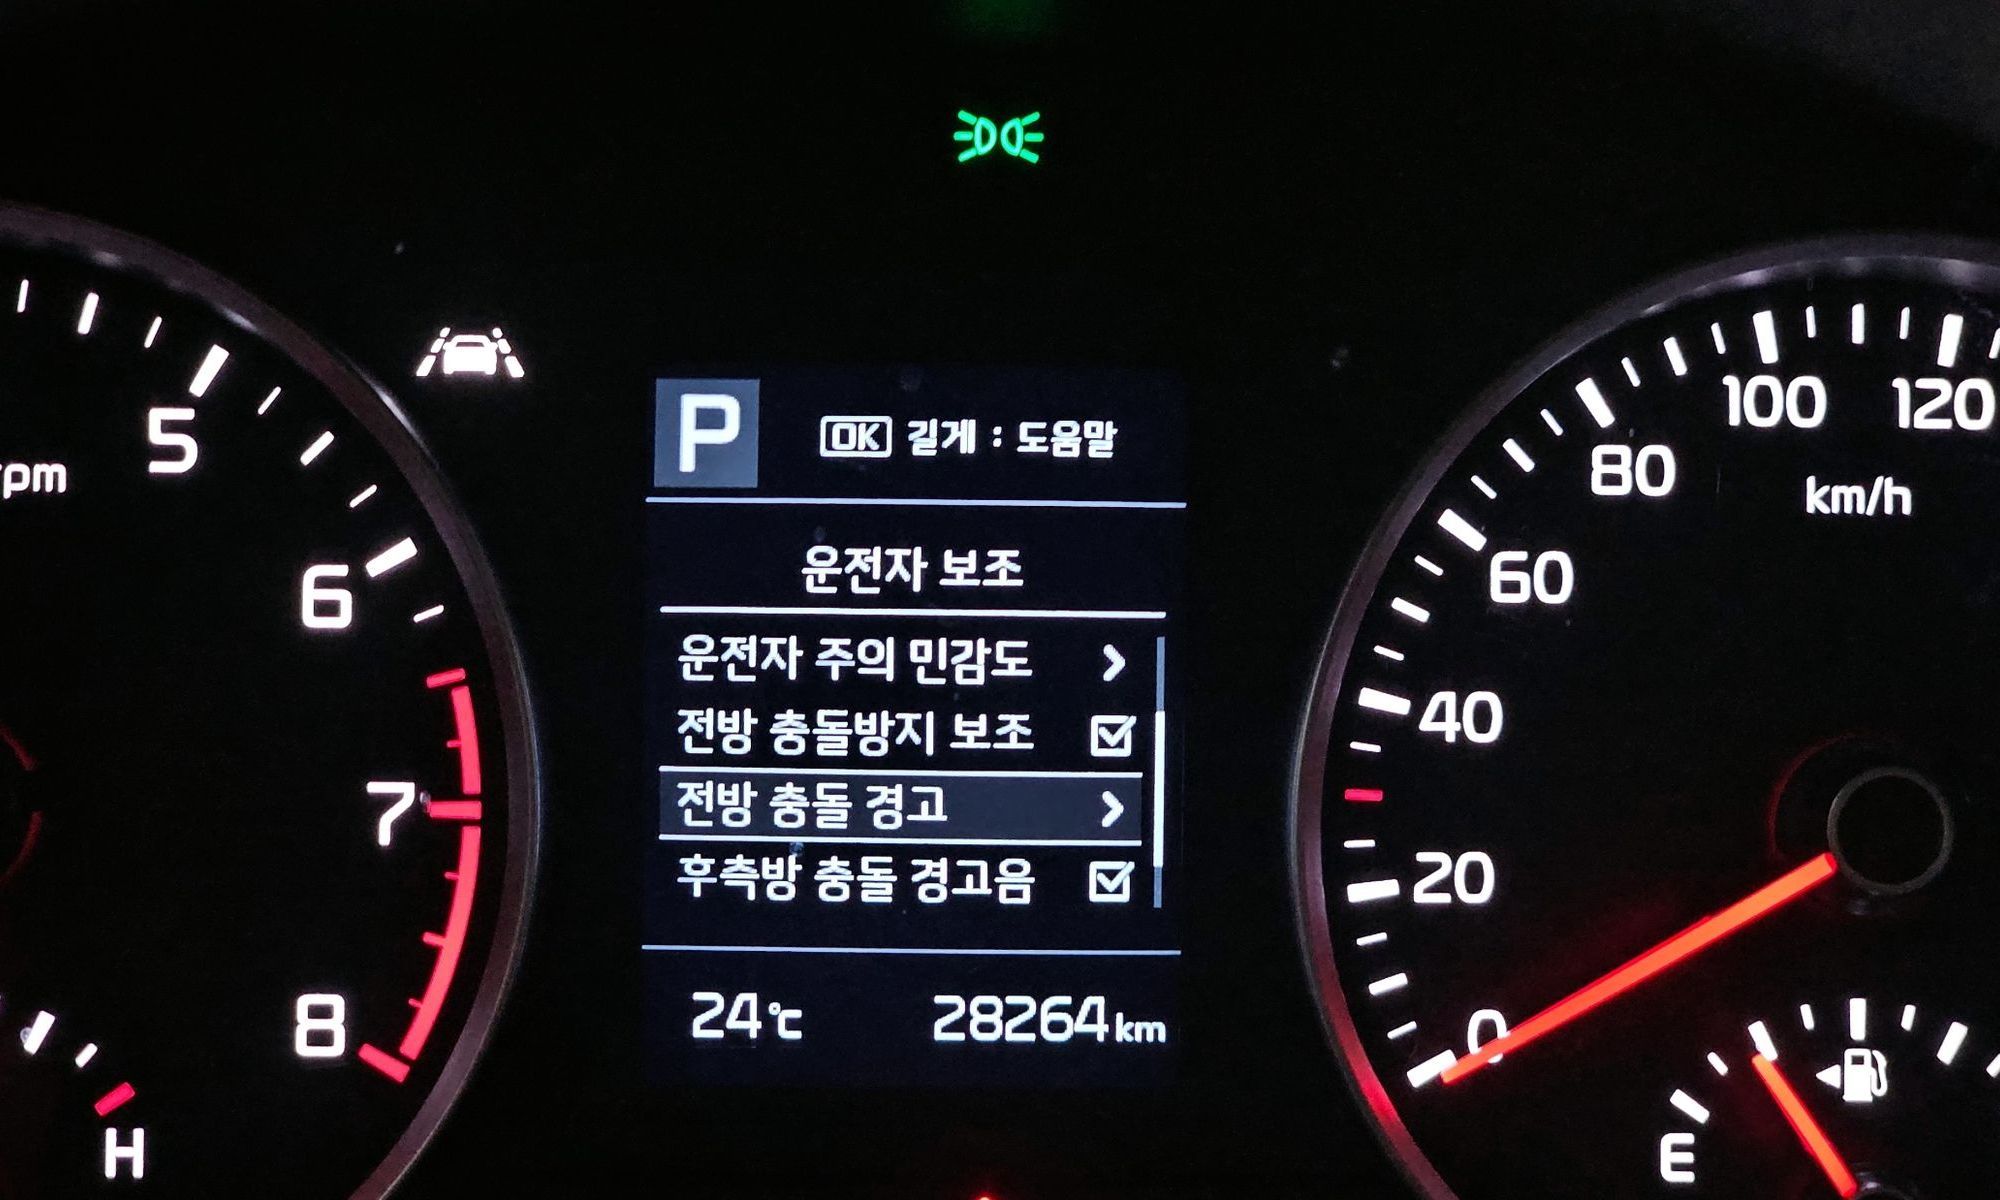 P
OK 길게 : 도움말
운전자 보조
운전자 주의 민감도
전방 충돌방지 보조
전방 충돌 경고
후측방 충돌 경고음
24℃ 28264km
5
rpm
6
7
8
H
120
100
80
km/h
60
40
20
0
E